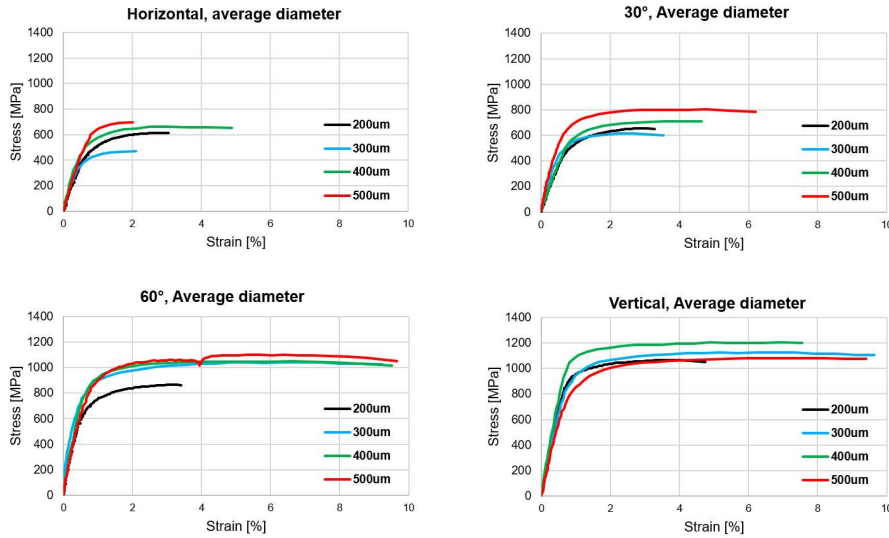 Horizontal, average diameter
1400
1200
1000
800
600
400
200
0
Stress [MPa]
200um
300um
400um
500um
0 2 4 6 8 10
Strain [%]
30°, Average diameter
1400
1200
1000
800
600
400
200
0
Stress [MPa]
200um
300um
400um
500um
0 2 4 6 8 10
Strain [%]
60°, Average diameter
1400
1200
1000
800
600
400
200
0
Stress [MPa]
200um
300um
400um
500um
0 2 4 6 8 10
Strain [%]
Vertical, Average diameter
1400
1200
1000
800
600
400
200
0
Stress [MPa]
200um
300um
400um
500um
0 2 4 6 8 10
Strain [%]